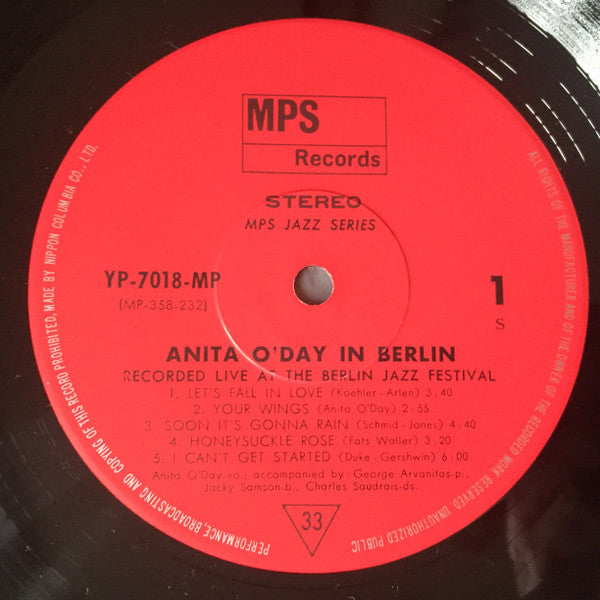 MPS
Records
STEREO
MPS JAZZ SERIES
YP-7018-MP
(MP-358-232)
1
S
ANITA O'DAY IN BERLIN
RECORDED LIVE AT THE BERLIN JAZZ FESTIVAL
1. LET'S FALL IN LOVE (Koehler-Arlen) 3:40
2. YOUR WINGS (Anita O'Day) 2:55
3. SOON IT'S GONNA RAIN (Schmid-Jones) 4:40
4. HONEYSUCKLE ROSE (Fats Waller) 3.20
5. I CAN'T GET STARTED (Duke-Gershwin) 6:00
Anita O'Day-vo; accompanied by: George Arvanitas-p.,
Jacky Samson-b., Charles Saudrais-ds.
33
ALL RIGHTS OF THE MANUFACTURER AND OF THE OWNER OF THE RECORDED WORK RESERVED UNAUTHORIZED PUBLIC
PERFORMANCE, BROADCASTING AND COPYING OF THIS RECORD PROHIBITED, MADE BY NIPPON COLUMBIA CO., LTD.